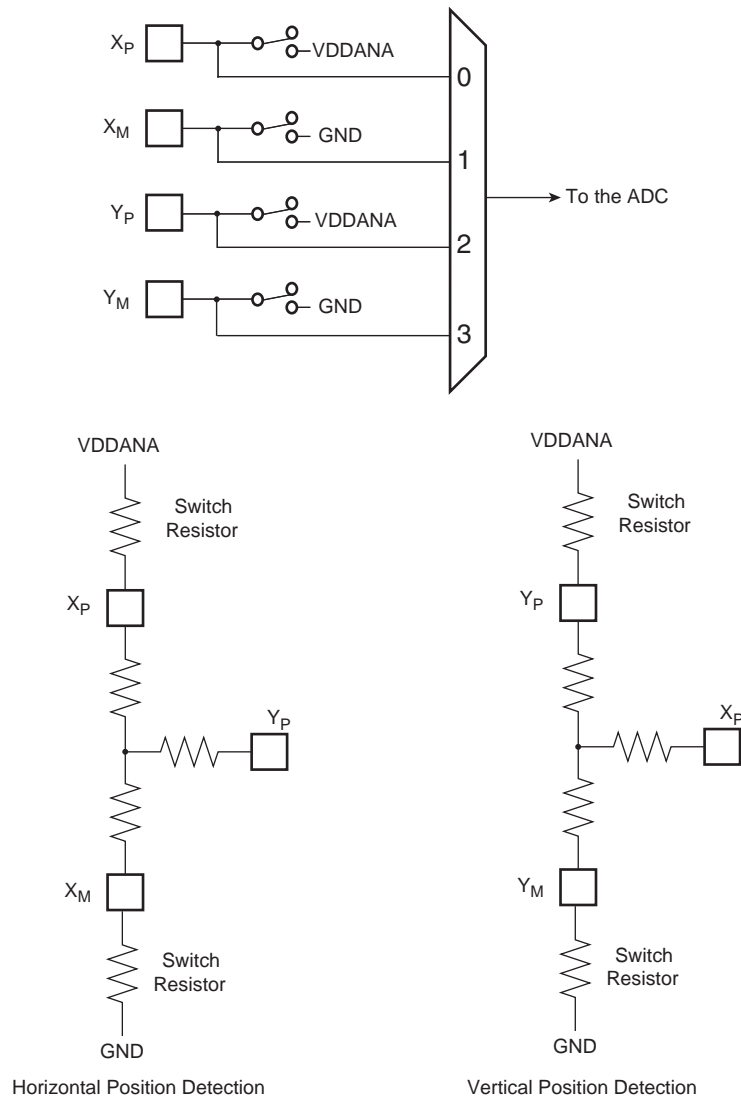 XP
VDDANA
0
XM
GND
1
To the ADC
YP
VDDANA
2
YM
GND
3
VDDANA
Switch
Resistor
XP
YP
XM
Switch
Resistor
GND
Horizontal Position Detection
VDDANA
Switch
Resistor
YP
XP
YM
Switch
Resistor
GND
Vertical Position Detection